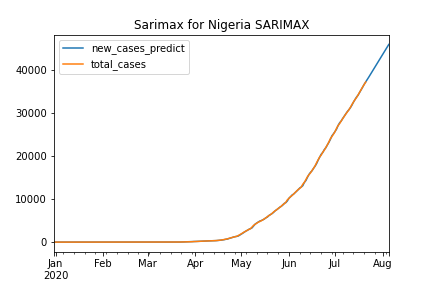 Sarimax for Nigeria SARIMAX
new_cases_predict
total_cases
40000
30000
20000
10000
0
Jan Feb Mar Apr May Jun Jul Aug
2020